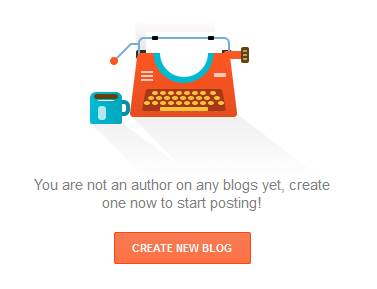 You are not an author on any blogs yet, create
one now to start posting!
CREATE NEW BLOG